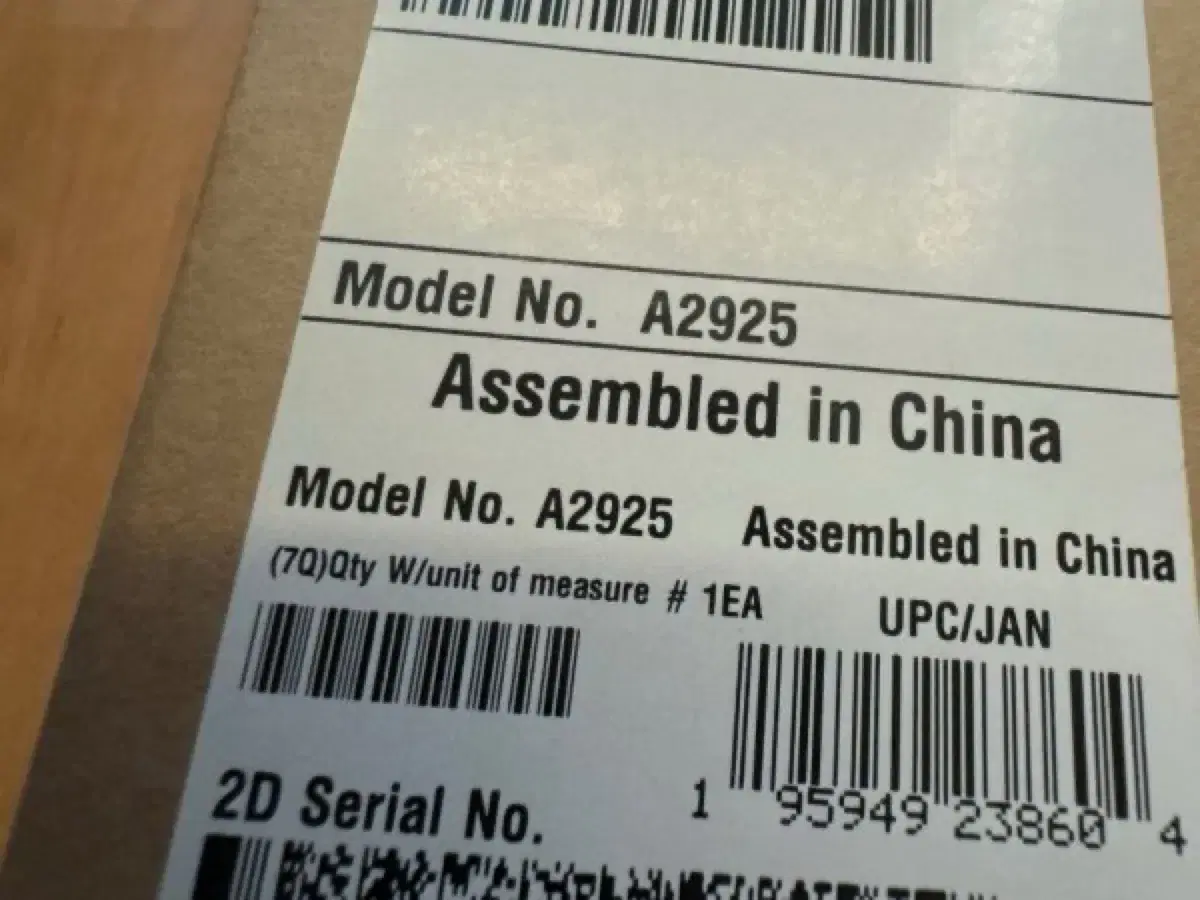 Model No. A2925
Assembled in China
Model No. A2925 Assembled in China
(7Q)Qty W/unit of measure # 1EA UPC/JAN
1 95949 23860 4
2D Serial No.